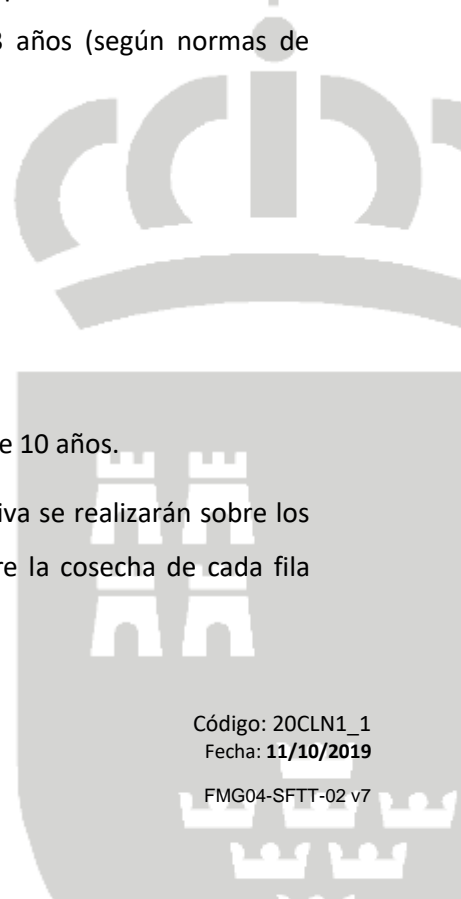 años (según normas de
e 10 años.
iva se realizarán sobre los
re la cosecha de cada fila
Código: 20CLN1_1
Fecha: 11/10/2019
FMG04-SFTT-02 v7